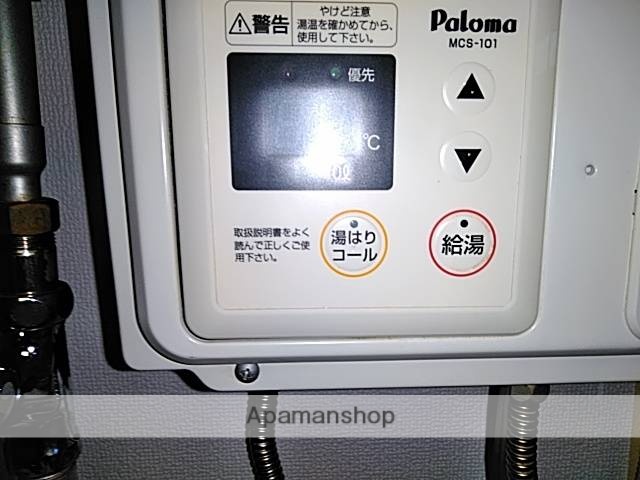 警告
やけど注意
湯温を確かめてから、
使用して下さい。
Paloma
MCS-101
優先
℃
0ℓ
取扱説明書をよく
読んで正しくご使
用下さい。
湯はり
コール
給湯
Apamanshop